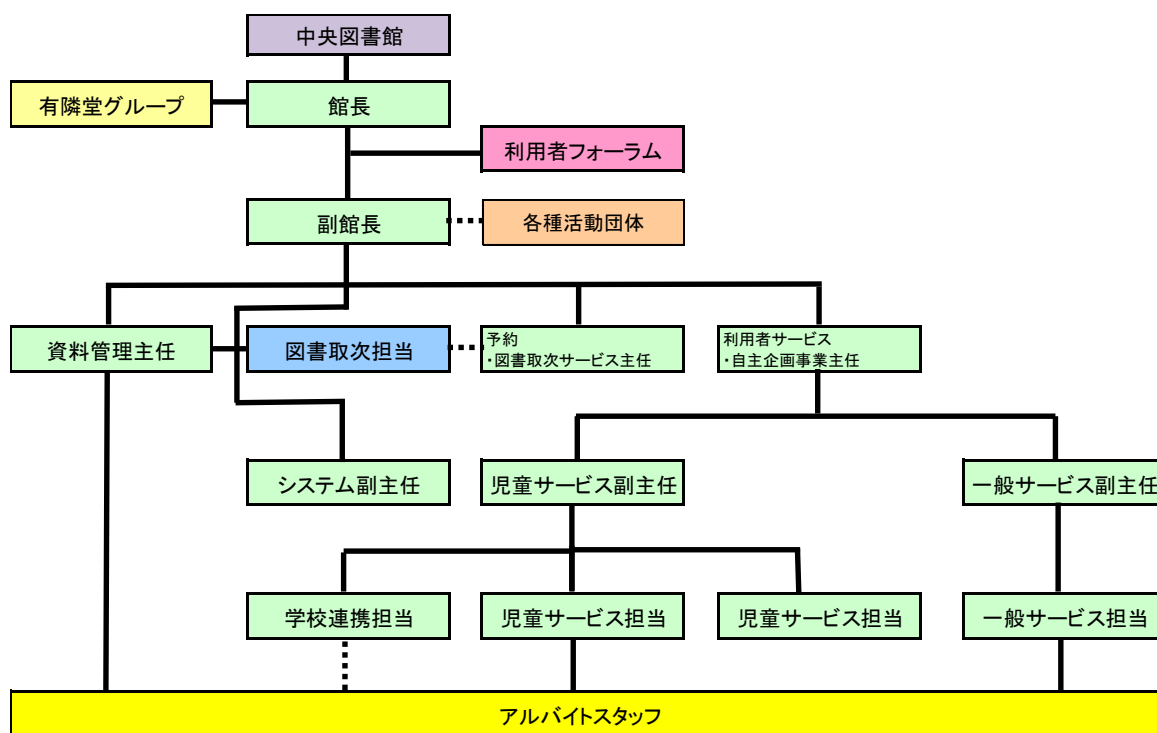 中央図書館
有隣堂グループ
館長
利用者フォーラム
副館長
各種活動団体
資料管理主任
図書取次担当
予約
・図書取次サービス主任
利用者サービス
・自主企画事業主任
システム副主任
児童サービス副主任
一般サービス副主任
学校連携担当
児童サービス担当
児童サービス担当
一般サービス担当
アルバイトスタッフ